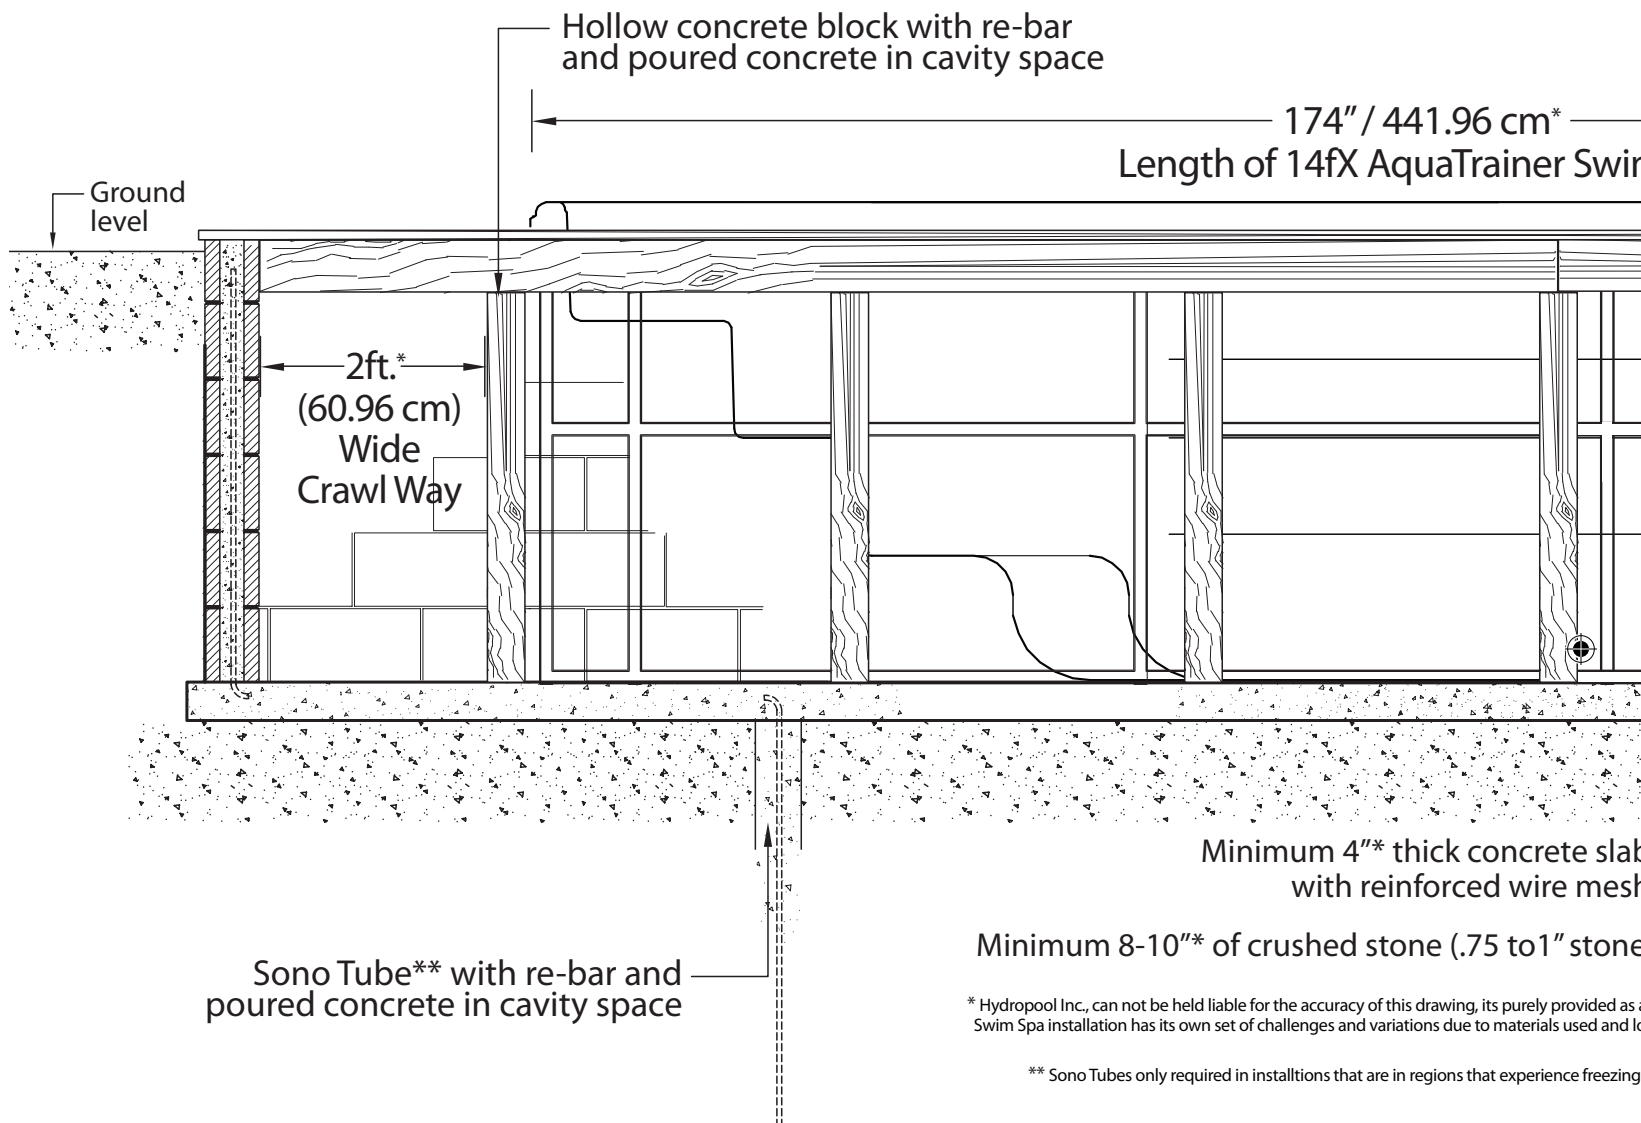 Hollow concrete block with re-bar
and poured concrete in cavity space
174" / 441.96 cm*
Length of 14fX AquaTrainer Swim
Ground
level
2ft.*
(60.96 cm)
Wide
Crawl Way
Minimum 4"* thick concrete slab
with reinforced wire mesh
Minimum 8-10"* of crushed stone (.75 to1" stone
Sono Tube** with re-bar and
poured concrete in cavity space
* Hydropool Inc., can not be held liable for the accuracy of this drawing, its purely provided as a
Swim Spa installation has its own set of challenges and variations due to materials used and lo
** Sono Tubes only required in installtions that are in regions that experience freezing